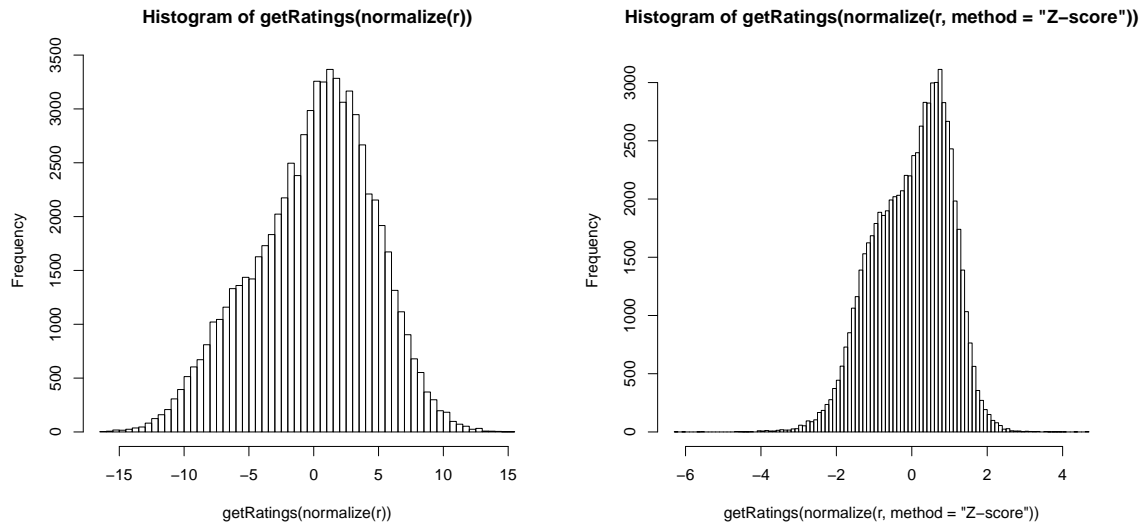 Histogram of getRatings(normalize(r))
Frequency
3500
3000
2500
2000
1500
1000
500
0
−15 −10 −5 0 5 10 15
getRatings(normalize(r))
Histogram of getRatings(normalize(r, method = "Z−score"))
Frequency
3000
2500
2000
1500
1000
500
0
−6 −4 −2 0 2 4
getRatings(normalize(r, method = "Z−score"))